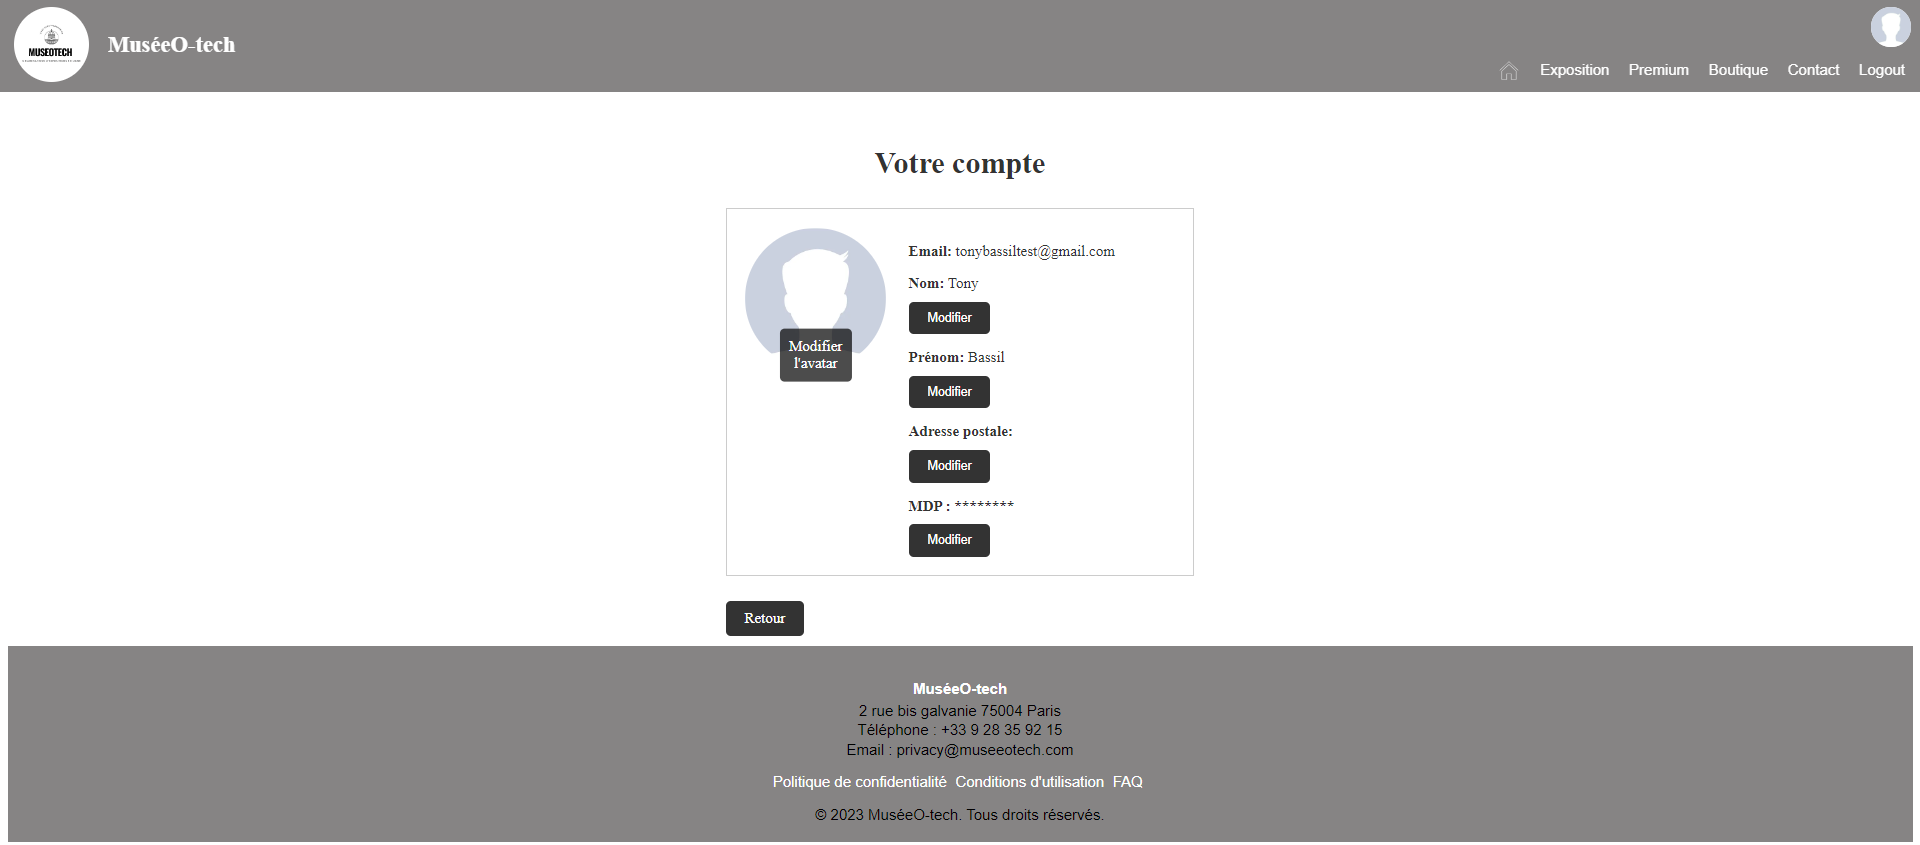 MUSEOTECH
MuséeO-tech
Exposition Premium Boutique Contact Logout
Votre compte
Modifier
l'avatar
Email: tonybassiltest@gmail.com
Nom: Tony
Modifier
Prénom: Bassil
Modifier
Adresse postale:
Modifier
MDP : ********
Modifier
Retour
MuséeO-tech
2 rue bis galvanie 75004 Paris
Téléphone : +33 9 28 35 92 15
Email : privacy@museeotech.com
Politique de confidentialité Conditions d'utilisation FAQ
© 2023 MuséeO-tech. Tous droits réservés.